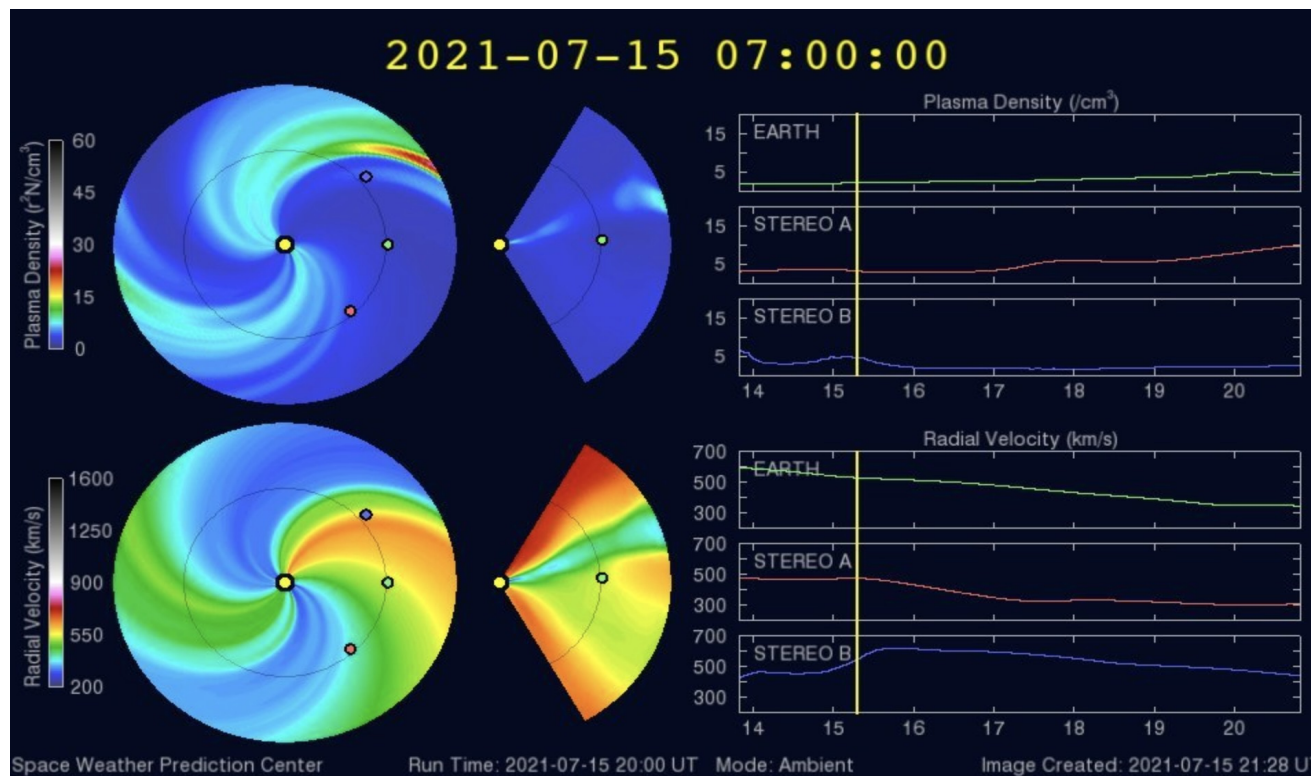 2021-07-15 07:00:00
Plasma Density (r²N/cm³)
60
45
30
15
0
Plasma Density (/cm³)
15
5
EARTH
15
5
STEREO A
15
5
STEREO B
14 15 16 17 18 19 20
Radial Velocity (km/s)
1600
1250
900
550
200
Radial Velocity (km/s)
700
500
300
EARTH
700
500
300
STEREO A
700
500
300
STEREO B
14 15 16 17 18 19 20
Space Weather Prediction Center Run Time: 2021-07-15 20:00 UT Mode: Ambient Image Created: 2021-07-15 21:28 U